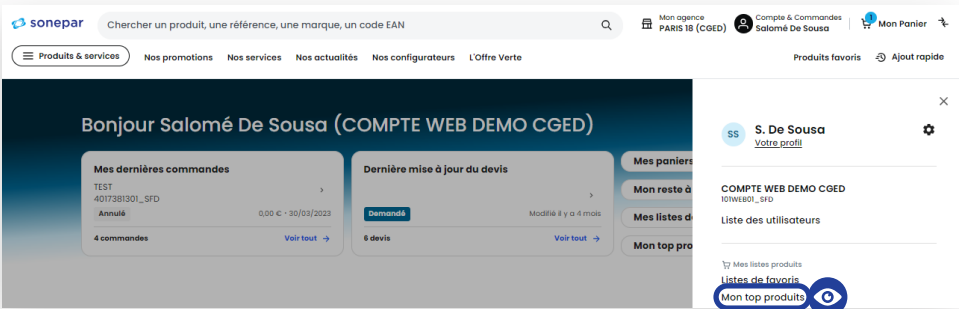 sonepar
Chercher un produit, une référence, une marque, un code EAN
Mon agence
PARIS 18 (CGED)
Compte & Commandes
Salomé De Sousa
1
Mon Panier
Produits & services
Nos promotions
Nos services
Nos actualités
Nos configurateurs
L'Offre Verte
Produits favoris
Ajout rapide
Bonjour Salomé De Sousa (COMPTE WEB DEMO CGED)
Mes dernières commandes
TEST
4017381301_SFD
Annulé
0,00 € • 30/03/2023
4 commandes
Voir tout →
Dernière mise à jour du devis
Demandé
Modifié il y a 4 mois
6 devis
Voir tout →
Mes paniers
Mon reste à
Mes listes d
Mon top pro
SS
S. De Sousa
Votre profil
COMPTE WEB DEMO CGED
101WEB01_SFD
Liste des utilisateurs
Mes listes produits
Listes de favoris
Mon top produits